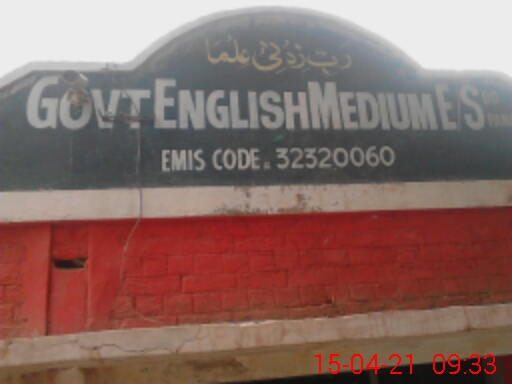 رَبِّ زِدْنِیْ عِلْمًا
GOVT ENGLISH MEDIUM E/S
EMIS CODE: 32320060
15-04-21 09:33